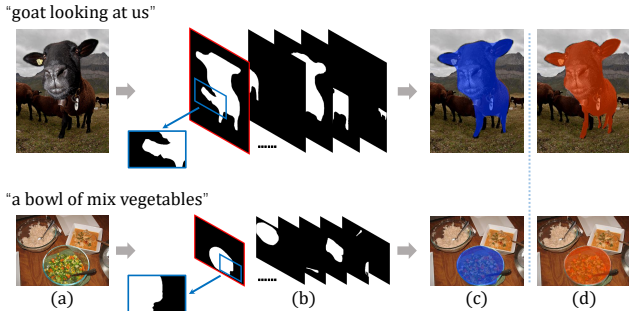 “goat looking at us”
......
“a bowl of mix vegetables”
......
(a) (b) (c) (d)